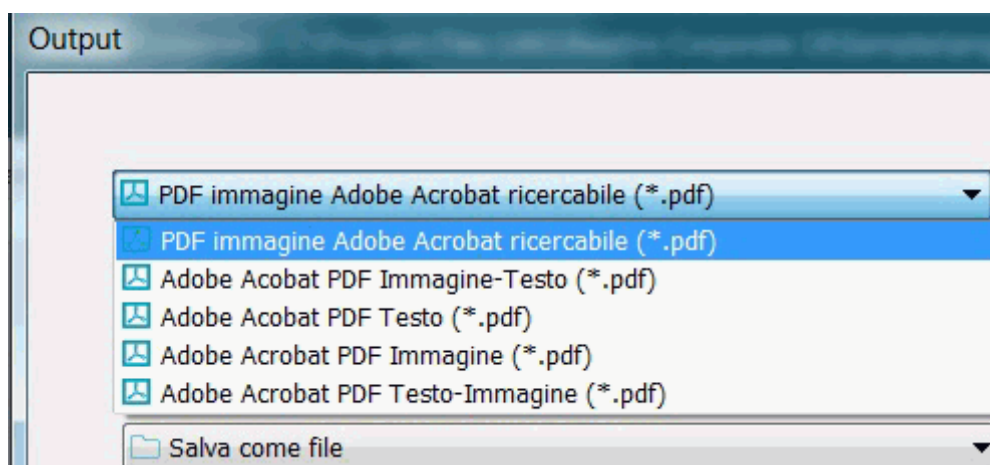 Output
PDF immagine Adobe Acrobat ricercabile (*.pdf)
PDF immagine Adobe Acrobat ricercabile (*.pdf)
Adobe Acobat PDF Immagine-Testo (*.pdf)
Adobe Acobat PDF Testo (*.pdf)
Adobe Acrobat PDF Immagine (*.pdf)
Adobe Acrobat PDF Testo-Immagine (*.pdf)
Salva come file